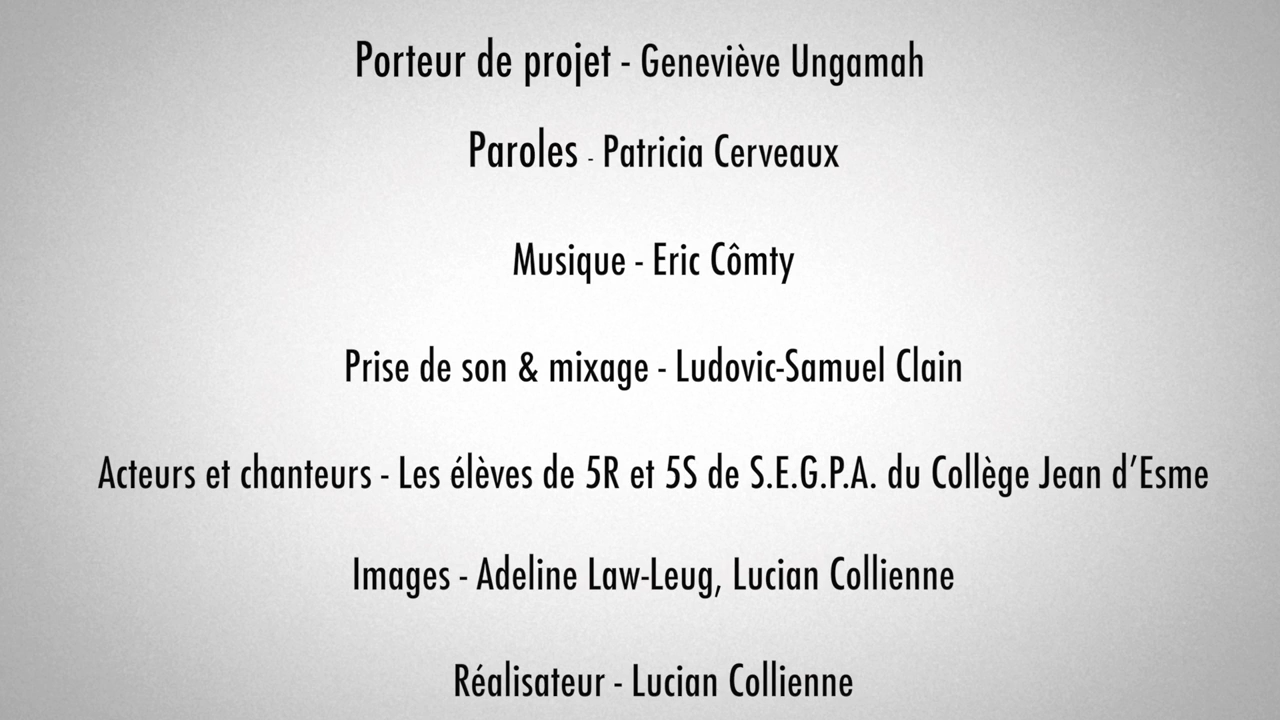 Porteur de projet - Geneviève Ungamah
Paroles - Patricia Cerveaux
Musique - Eric Cômty
Prise de son & mixage - Ludovic-Samuel Clain
Acteurs et chanteurs - Les élèves de 5R et 5S de S.E.G.P.A. du Collège Jean d’Esme
Images - Adeline Law-Leug, Lucian Collienne
Réalisateur - Lucian Collienne